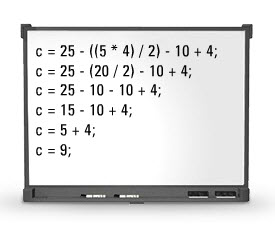 c = 25 - ((5 * 4) / 2) - 10 + 4;
c = 25 - (20 / 2) - 10 + 4;
c = 25 - 10 - 10 + 4;
c = 15 - 10 + 4;
c = 5 + 4;
c = 9;